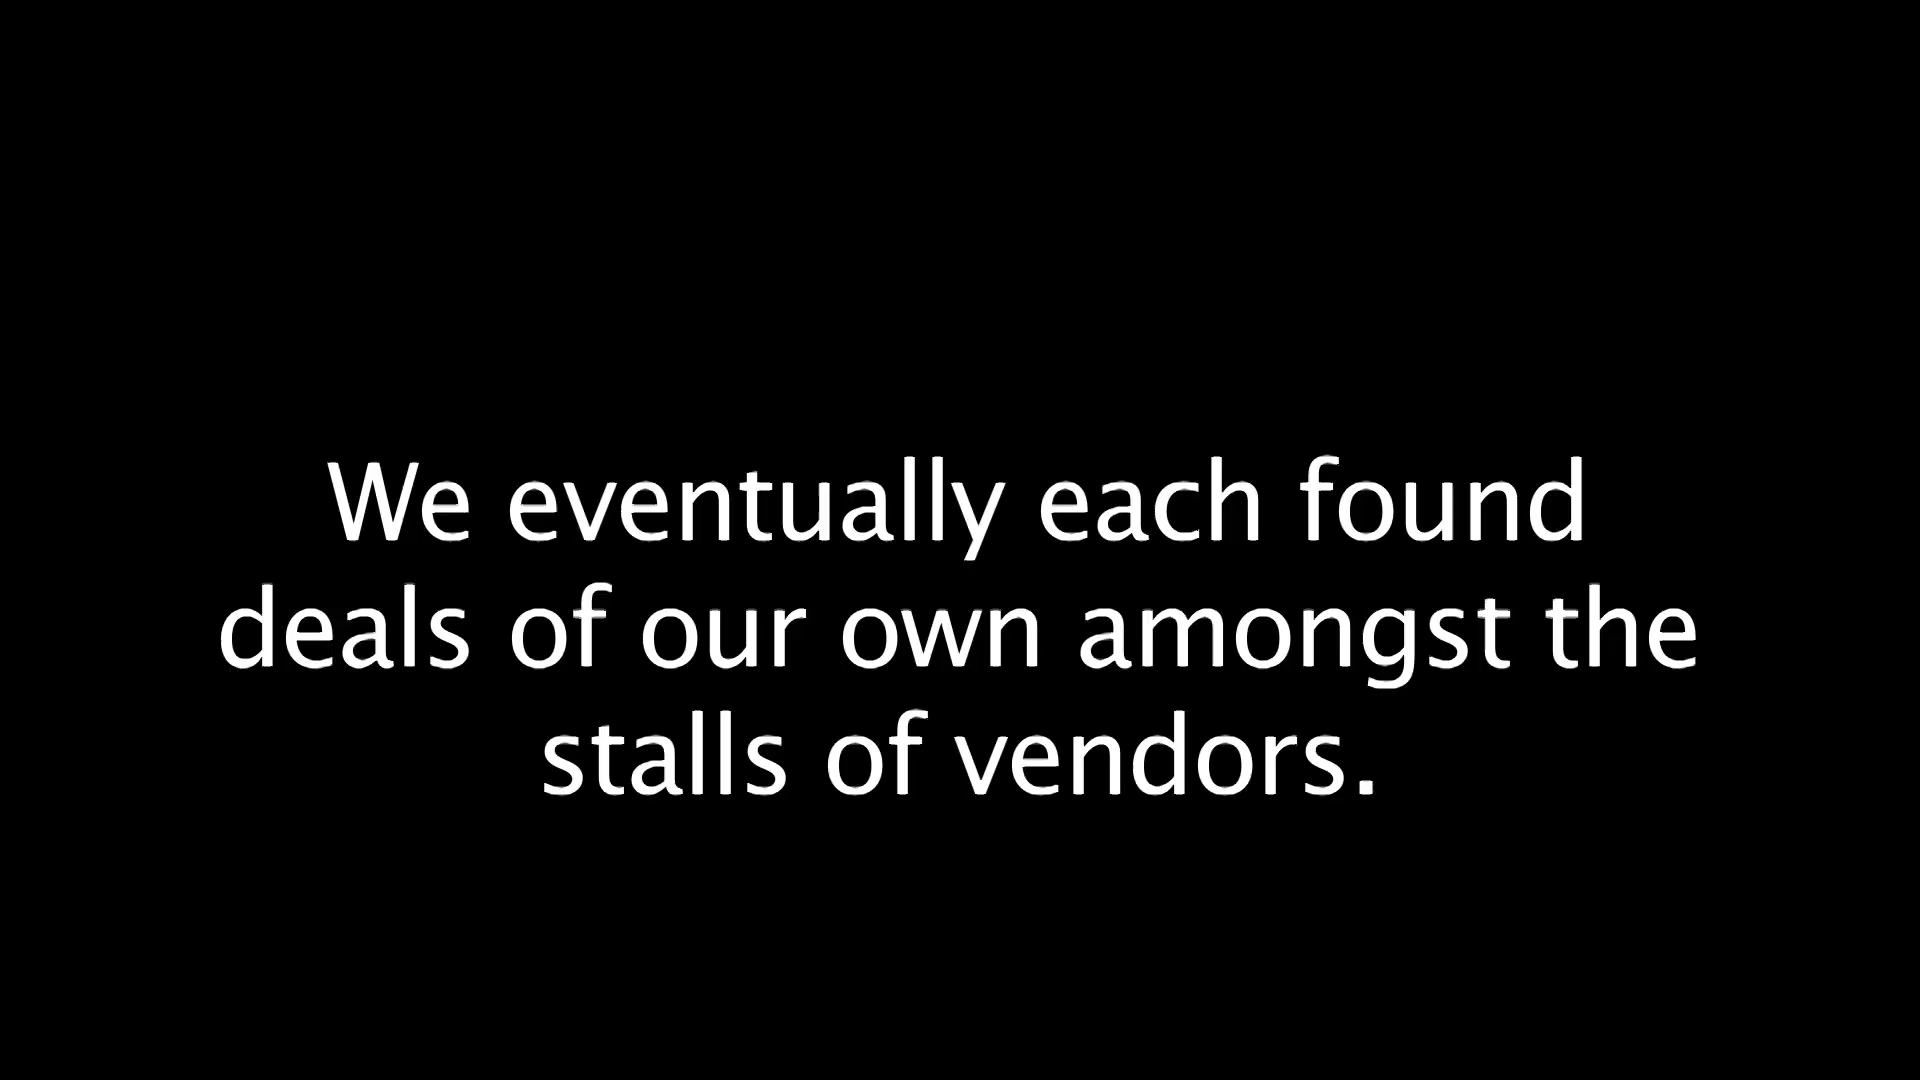 We eventually each found
deals of our own amongst the
stalls of vendors.